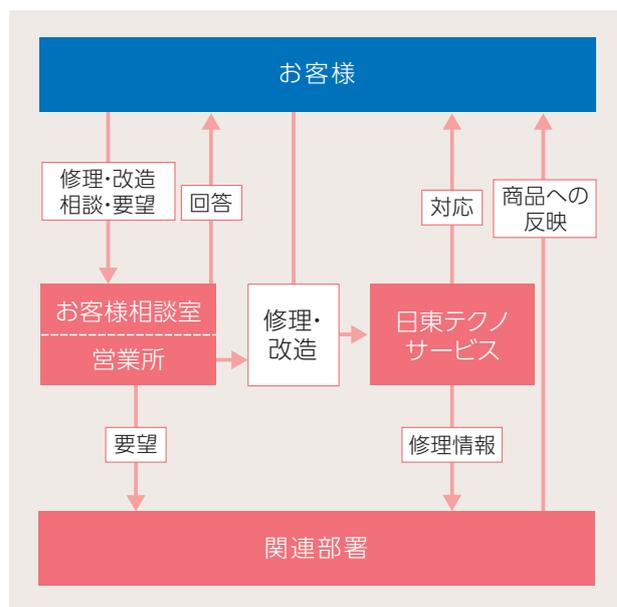 お客様
修理・改造
相談・要望
回答
対応
商品への
反映
お客様相談室
営業所
修理・
改造
日東テクノ
サービス
要望
修理情報
関連部署